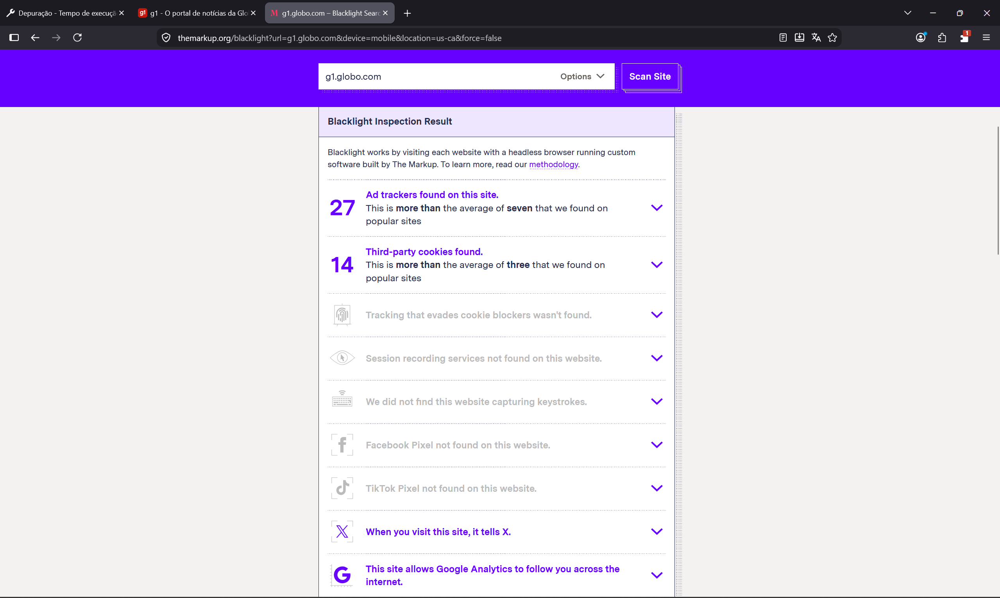 Depuração - Tempo de execuçã
g1 g1 - O portal de notícias da Glo
M g1.globo.com – Blacklight Searc
themarkup.org/blacklight?url=g1.globo.com&device=mobile&location=us-ca&force=false
1
g1.globo.com
Options
Scan Site
Blacklight Inspection Result
Blacklight works by visiting each website with a headless browser running custom
software built by The Markup. To learn more, read our methodology.
27
Ad trackers found on this site.
This is more than the average of seven that we found on
popular sites
14
Third-party cookies found.
This is more than the average of three that we found on
popular sites
Tracking that evades cookie blockers wasn't found.
Session recording services not found on this website.
We did not find this website capturing keystrokes.
Facebook Pixel not found on this website.
TikTok Pixel not found on this website.
When you visit this site, it tells X.
This site allows Google Analytics to follow you across the
internet.